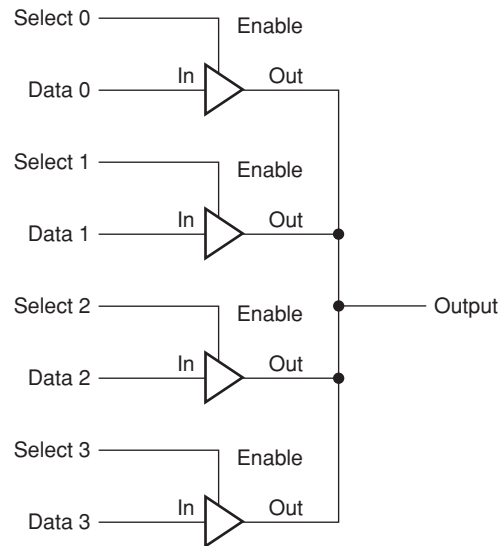 Select 0
Enable
In
Out
Data 0
Select 1
Enable
In
Out
Data 1
Select 2
Enable
Output
In
Out
Data 2
Select 3
Enable
In
Out
Data 3